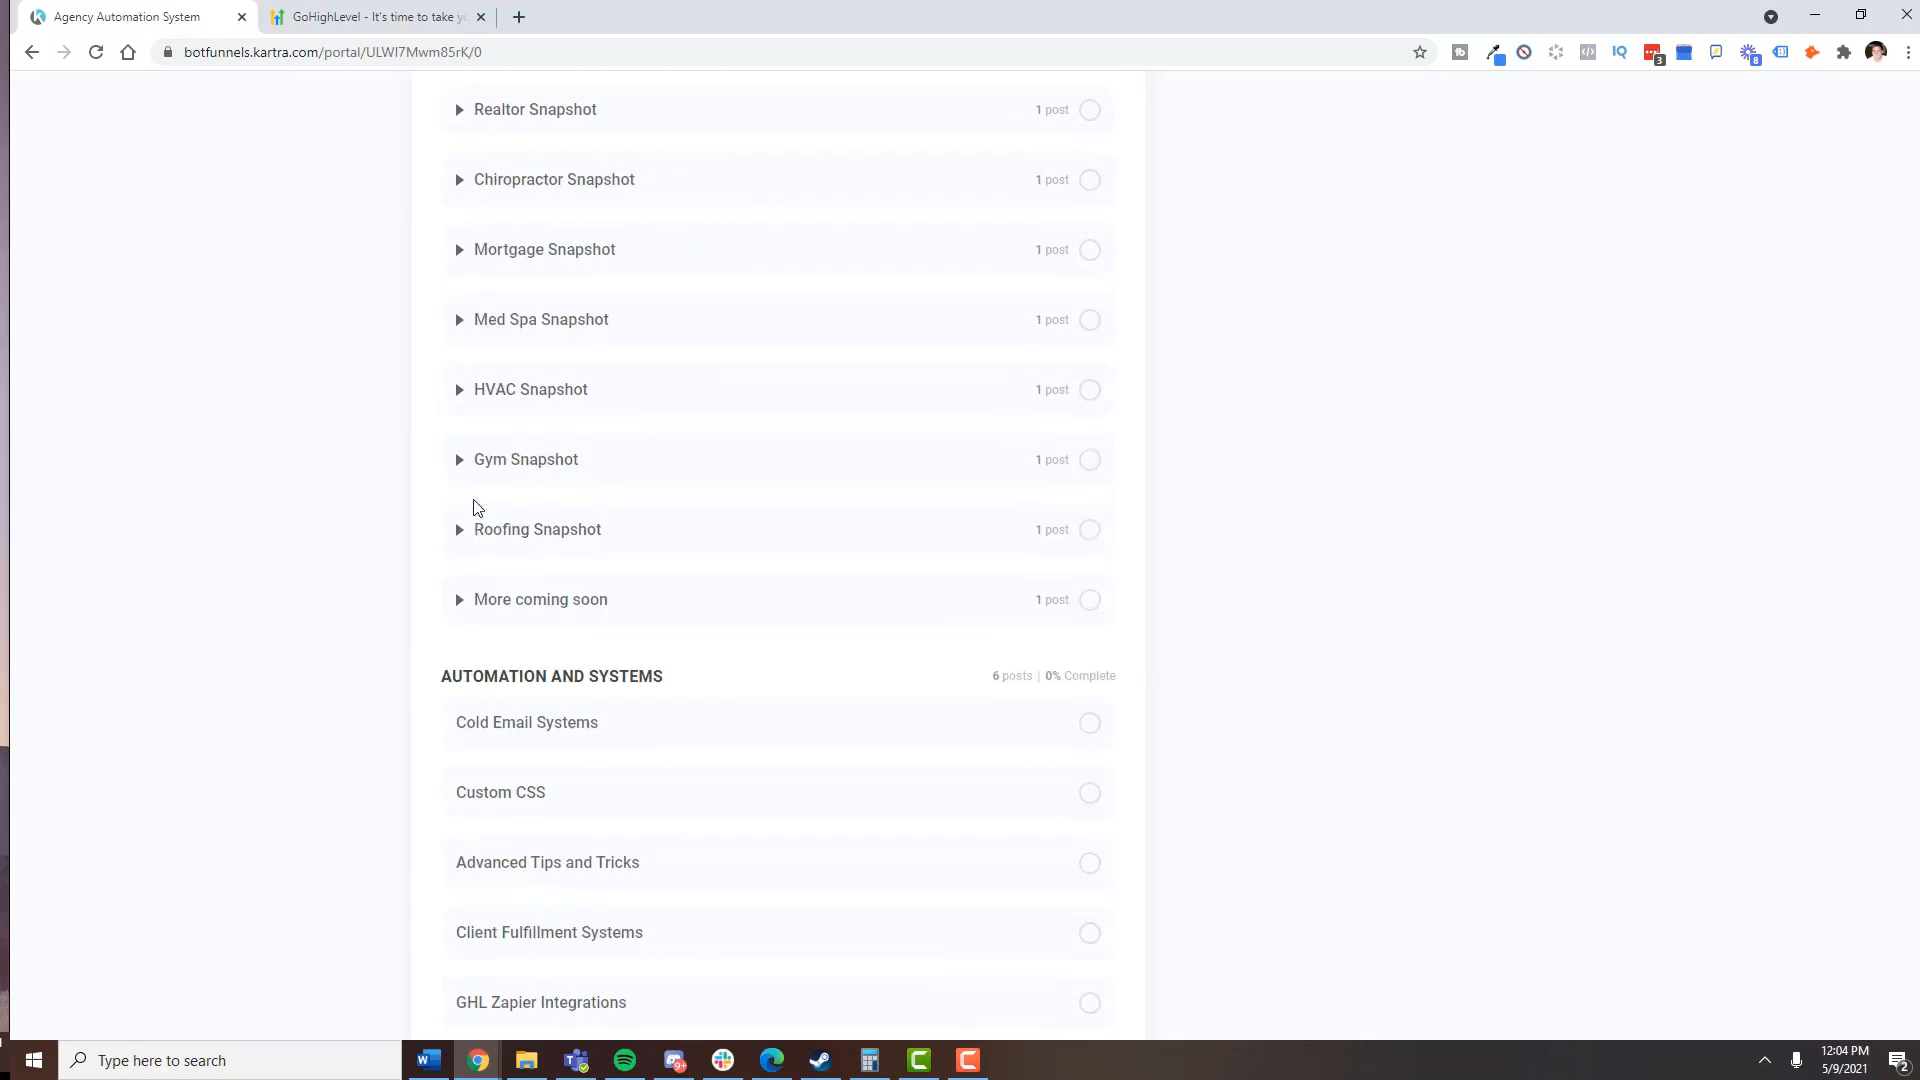 Agency Automation System
GoHighLevel - It's time to take yo
botfunnels.kartra.com/portal/ULWI7Mwm85rK/0
Realtor Snapshot 1 post
Chiropractor Snapshot 1 post
Mortgage Snapshot 1 post
Med Spa Snapshot 1 post
HVAC Snapshot 1 post
Gym Snapshot 1 post
Roofing Snapshot 1 post
More coming soon 1 post
AUTOMATION AND SYSTEMS 6 posts | 0% Complete
Cold Email Systems
Custom CSS
Advanced Tips and Tricks
Client Fulfillment Systems
GHL Zapier Integrations
Type here to search
12:04 PM
5/9/2021